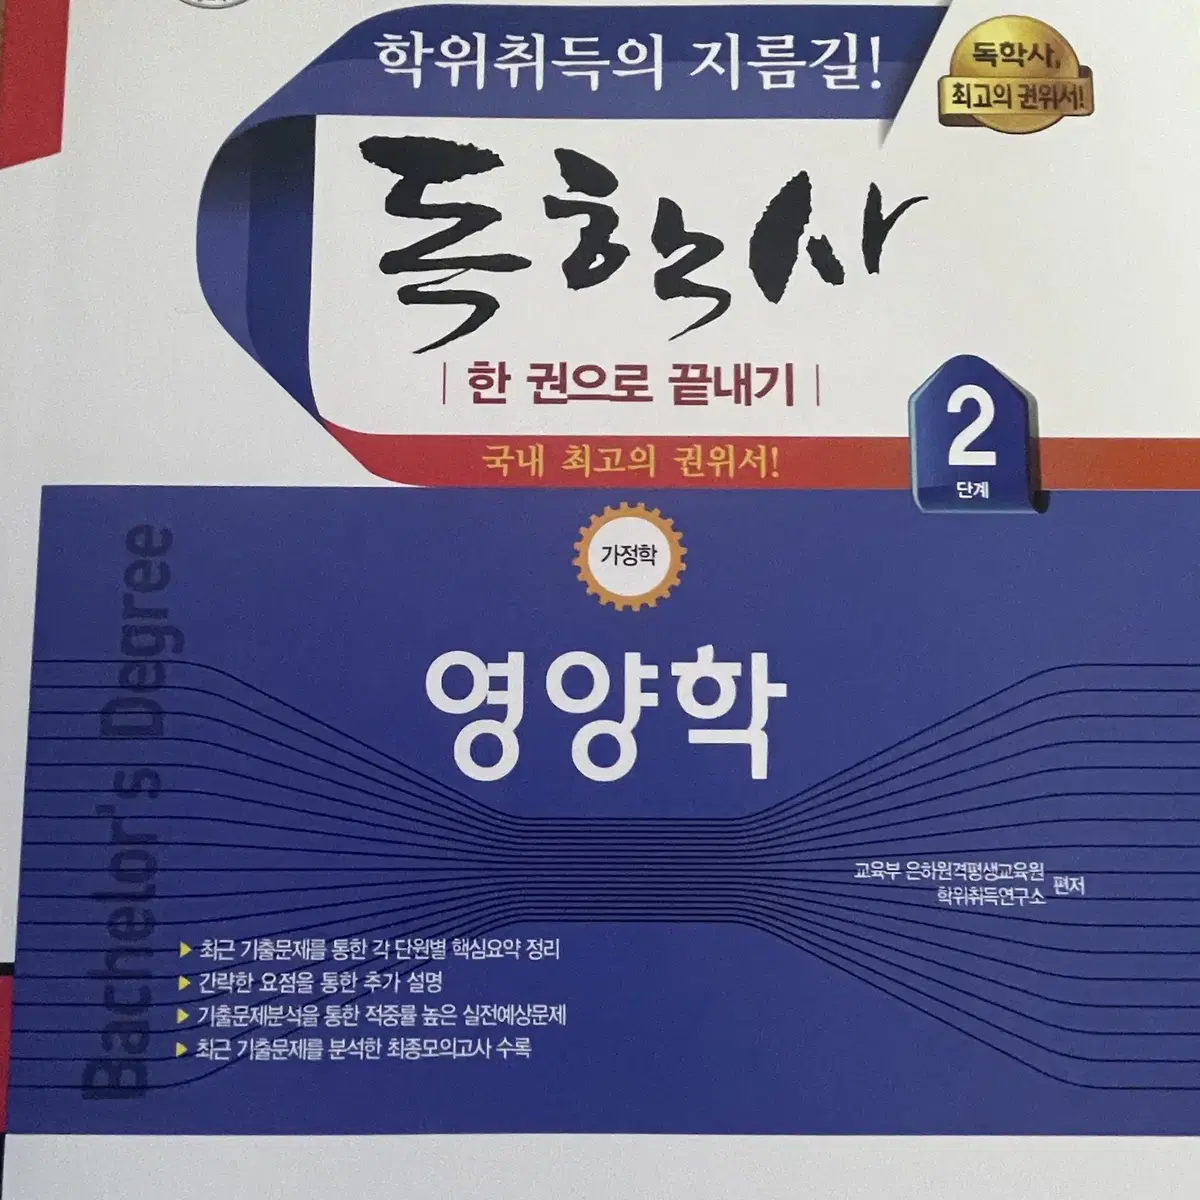 학위취득의 지름길!
독학사,
최고의 권위서!
독학사
한 권으로 끝내기
국내 최고의 권위서!
2
단계
가정학
영양학
Bachelor's Degree
교육부 은하원격평생교육원
학위취득연구소
편저
▶ 최근 기출문제를 통한 각 단원별 핵심요약 정리
▶ 간략한 요점을 통한 추가 설명
▶ 기출문제분석을 통한 적중률 높은 실전예상문제
▶ 최근 기출문제를 분석한 최종모의고사 수록